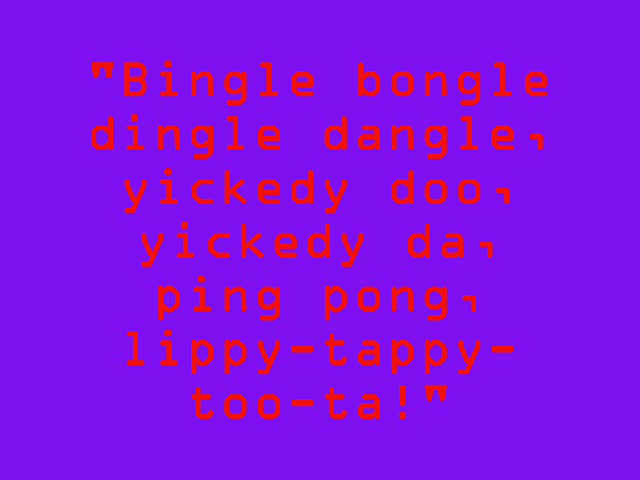 "Bingle bongle
dingle dangle,
yickedy doo,
yickedy da,
ping pong,
lippy-tappy-
too-ta!"